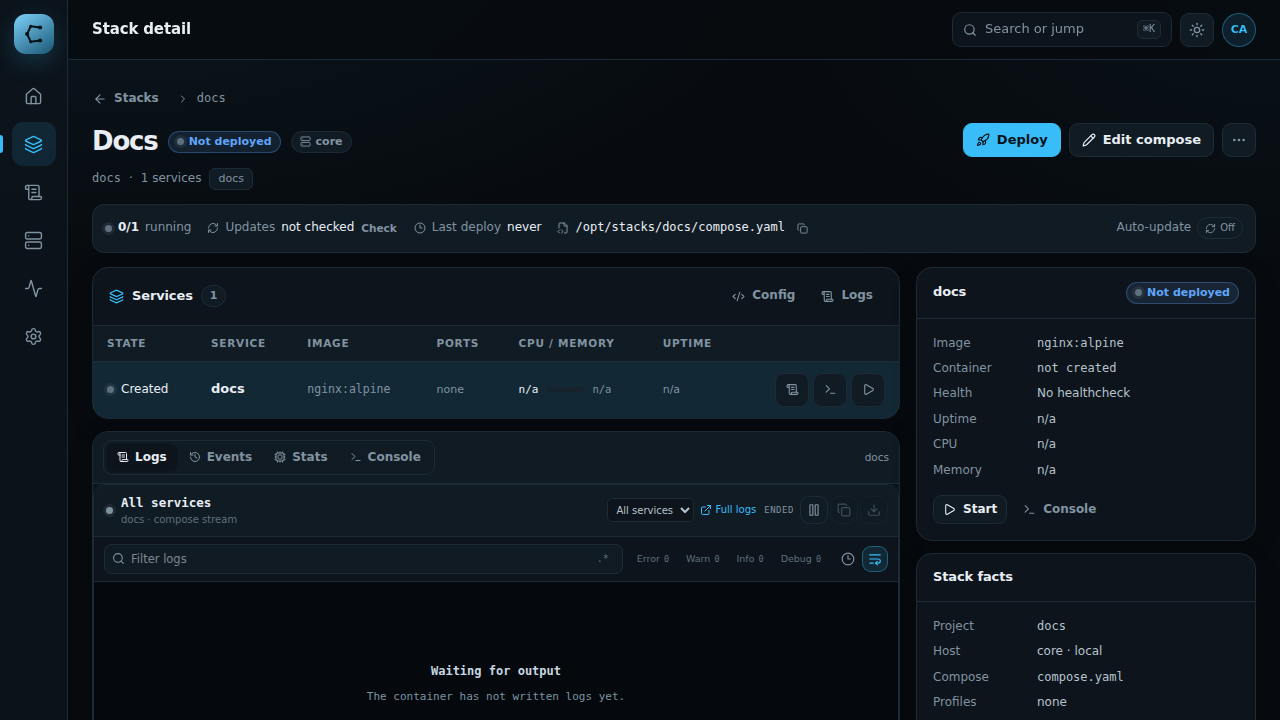 Stack detail
Search or jump ⌘K CA
Stacks › docs
Docs Not deployed core
Deploy Edit compose
docs · 1 services docs
0/1 running Updates not checked Check Last deploy never /opt/stacks/docs/compose.yaml Auto-update Off
Services 1 Config Logs
STATE SERVICE IMAGE PORTS CPU / MEMORY UPTIME
Created docs nginx:alpine none n/a n/a n/a
Logs Events Stats Console docs
All services
docs · compose stream
All services Full logs ENDED
Filter logs .* Error 0 Warn 0 Info 0 Debug 0
Waiting for output
The container has not written logs yet.
docs Not deployed
Image nginx:alpine
Container not created
Health No healthcheck
Uptime n/a
CPU n/a
Memory n/a
Start Console
Stack facts
Project docs
Host core · local
Compose compose.yaml
Profiles none